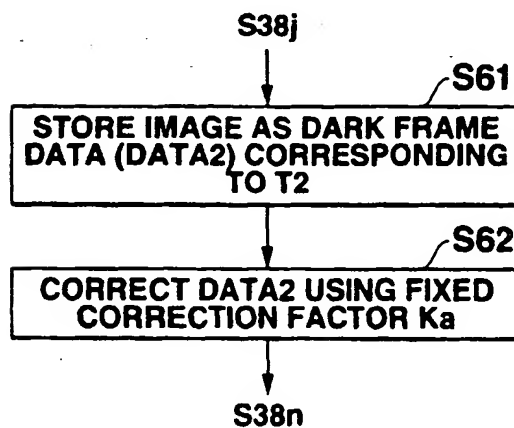 S38j
S61
STORE IMAGE AS DARK FRAME
DATA (DATA2) CORRESPONDING
TO T2
S62
CORRECT DATA2 USING FIXED
CORRECTION FACTOR Ka
S38n